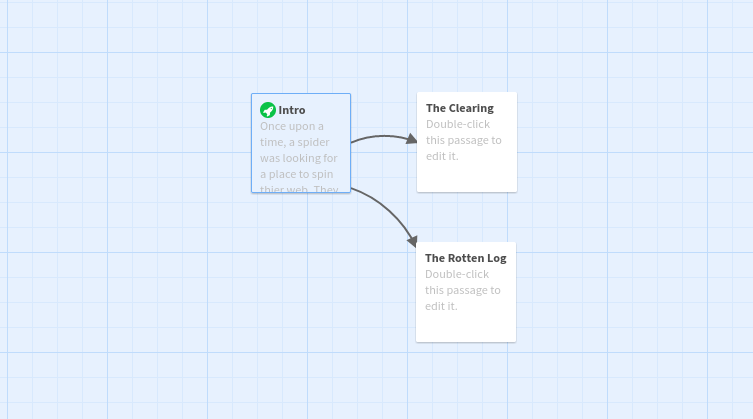 Intro
Once upon a
time, a spider
was looking for
a place to spin
thier web. They
The Clearing
Double-click
this passage to
edit it.
The Rotten Log
Double-click
this passage to
edit it.